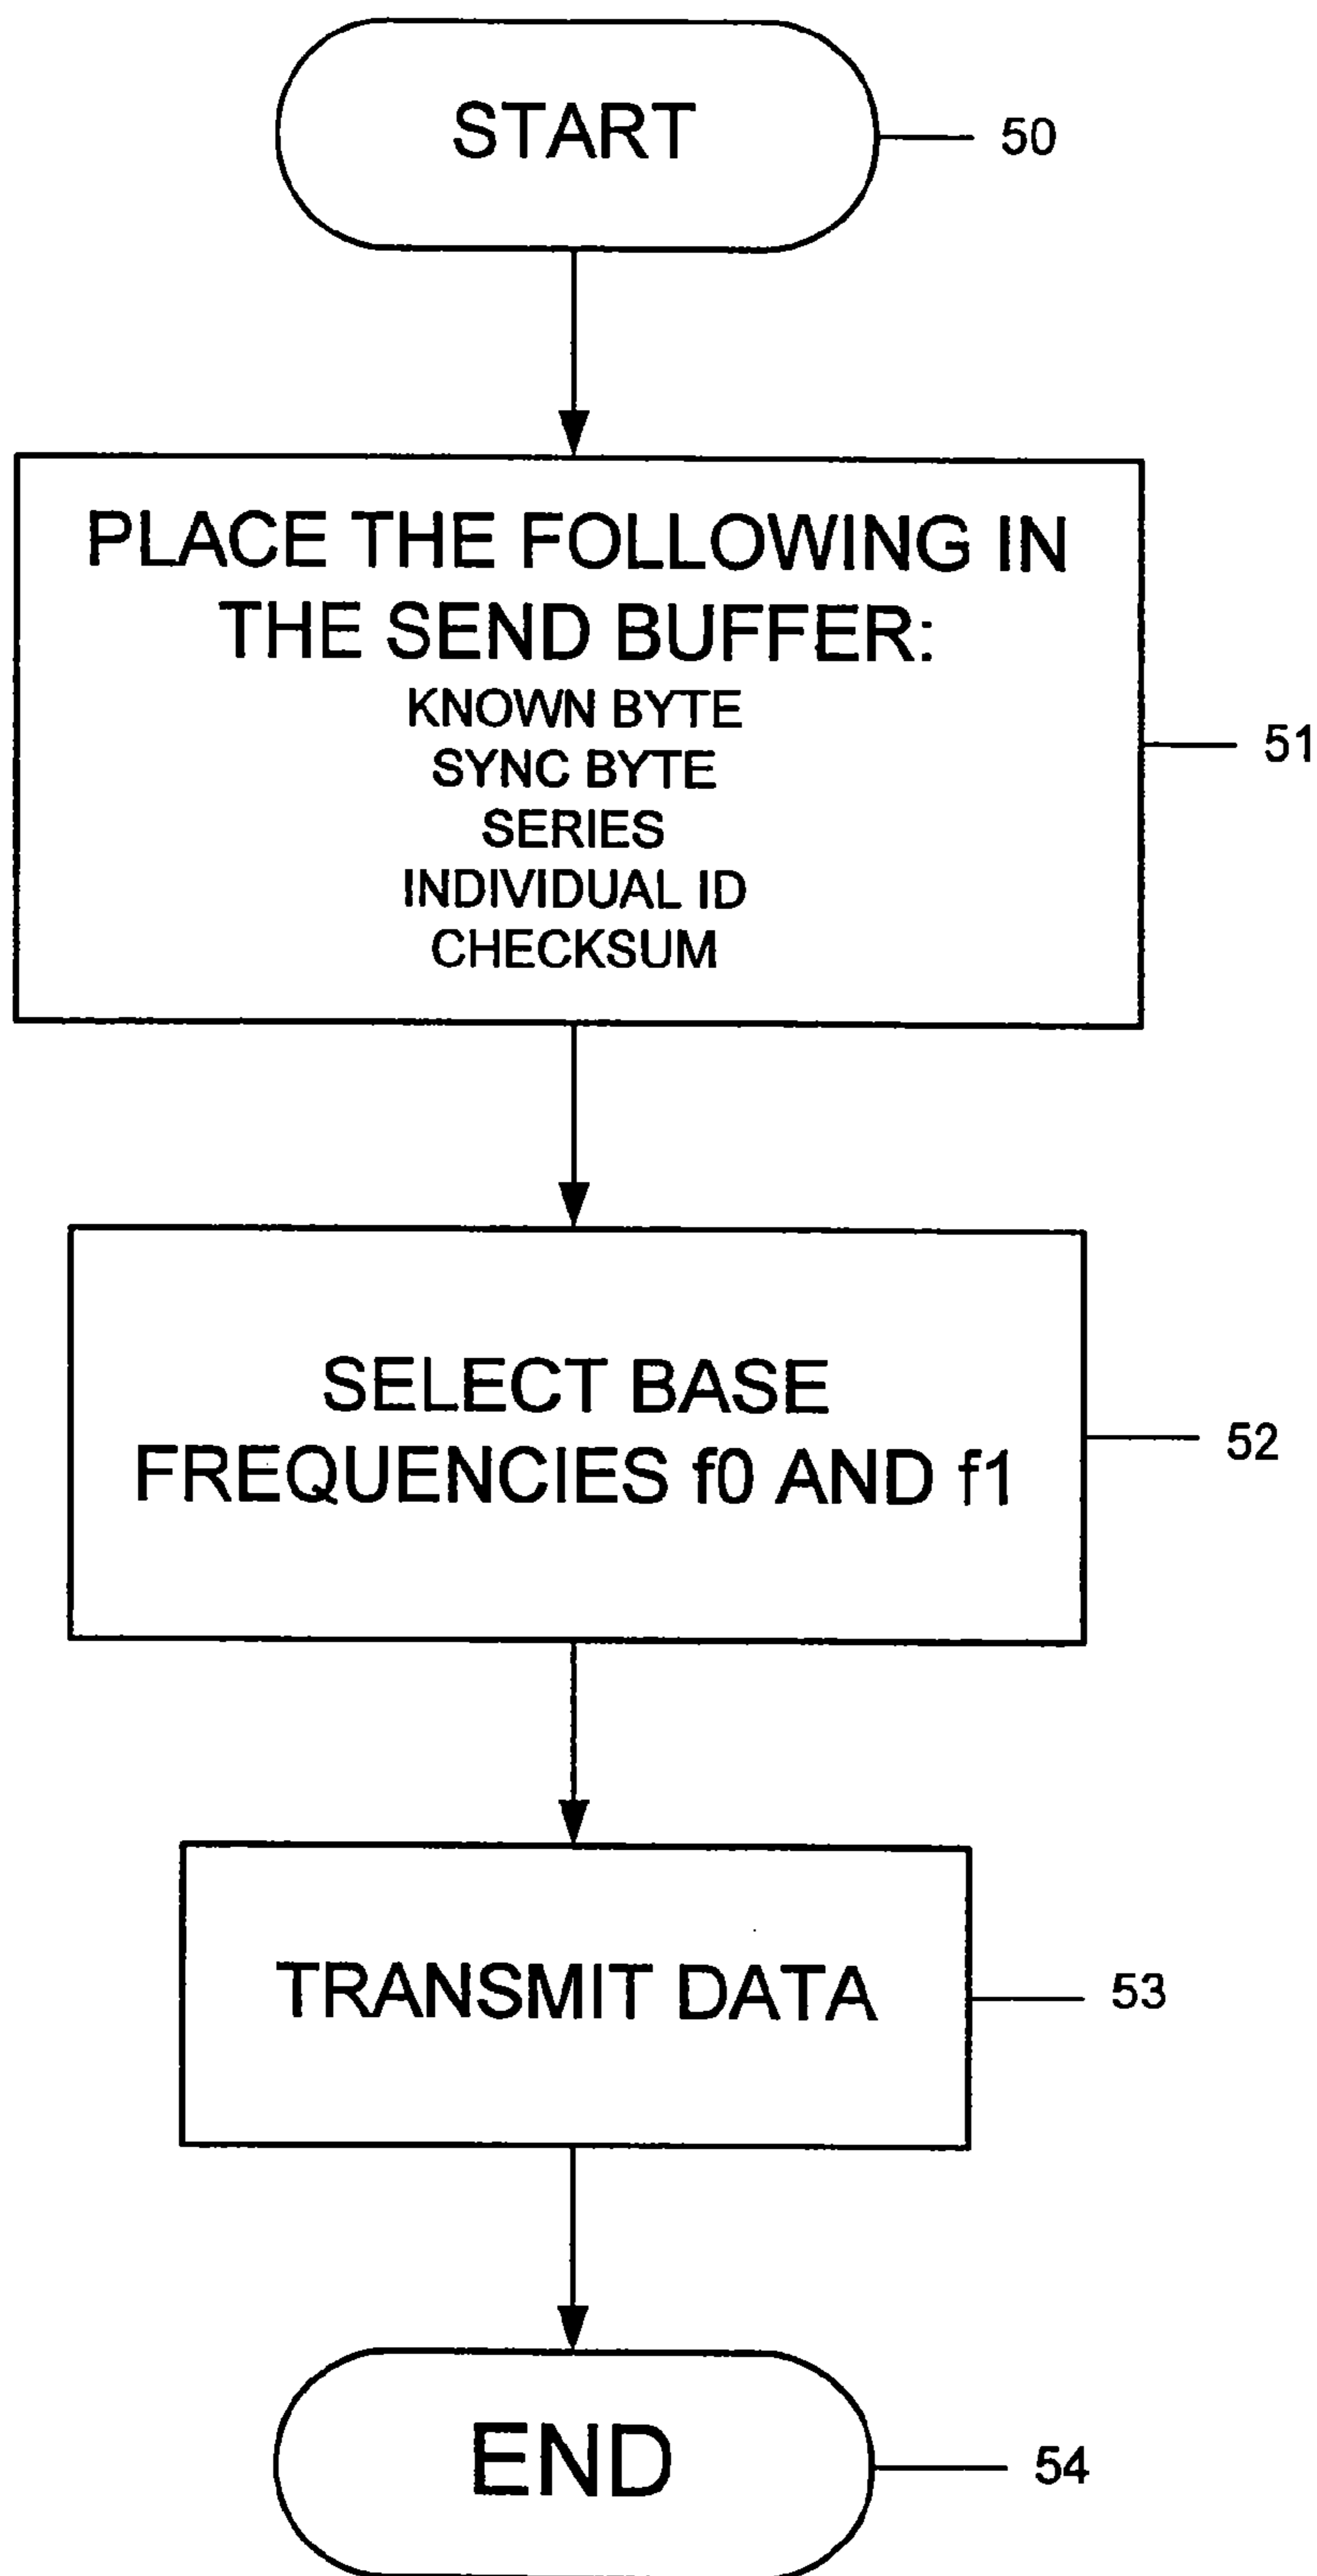 START
50
PLACE THE FOLLOWING IN
THE SEND BUFFER:
KNOWN BYTE
SYNC BYTE
SERIES
INDIVIDUAL ID
CHECKSUM
51
SELECT BASE
FREQUENCIES f0 AND f1
52
TRANSMIT DATA
53
END
54